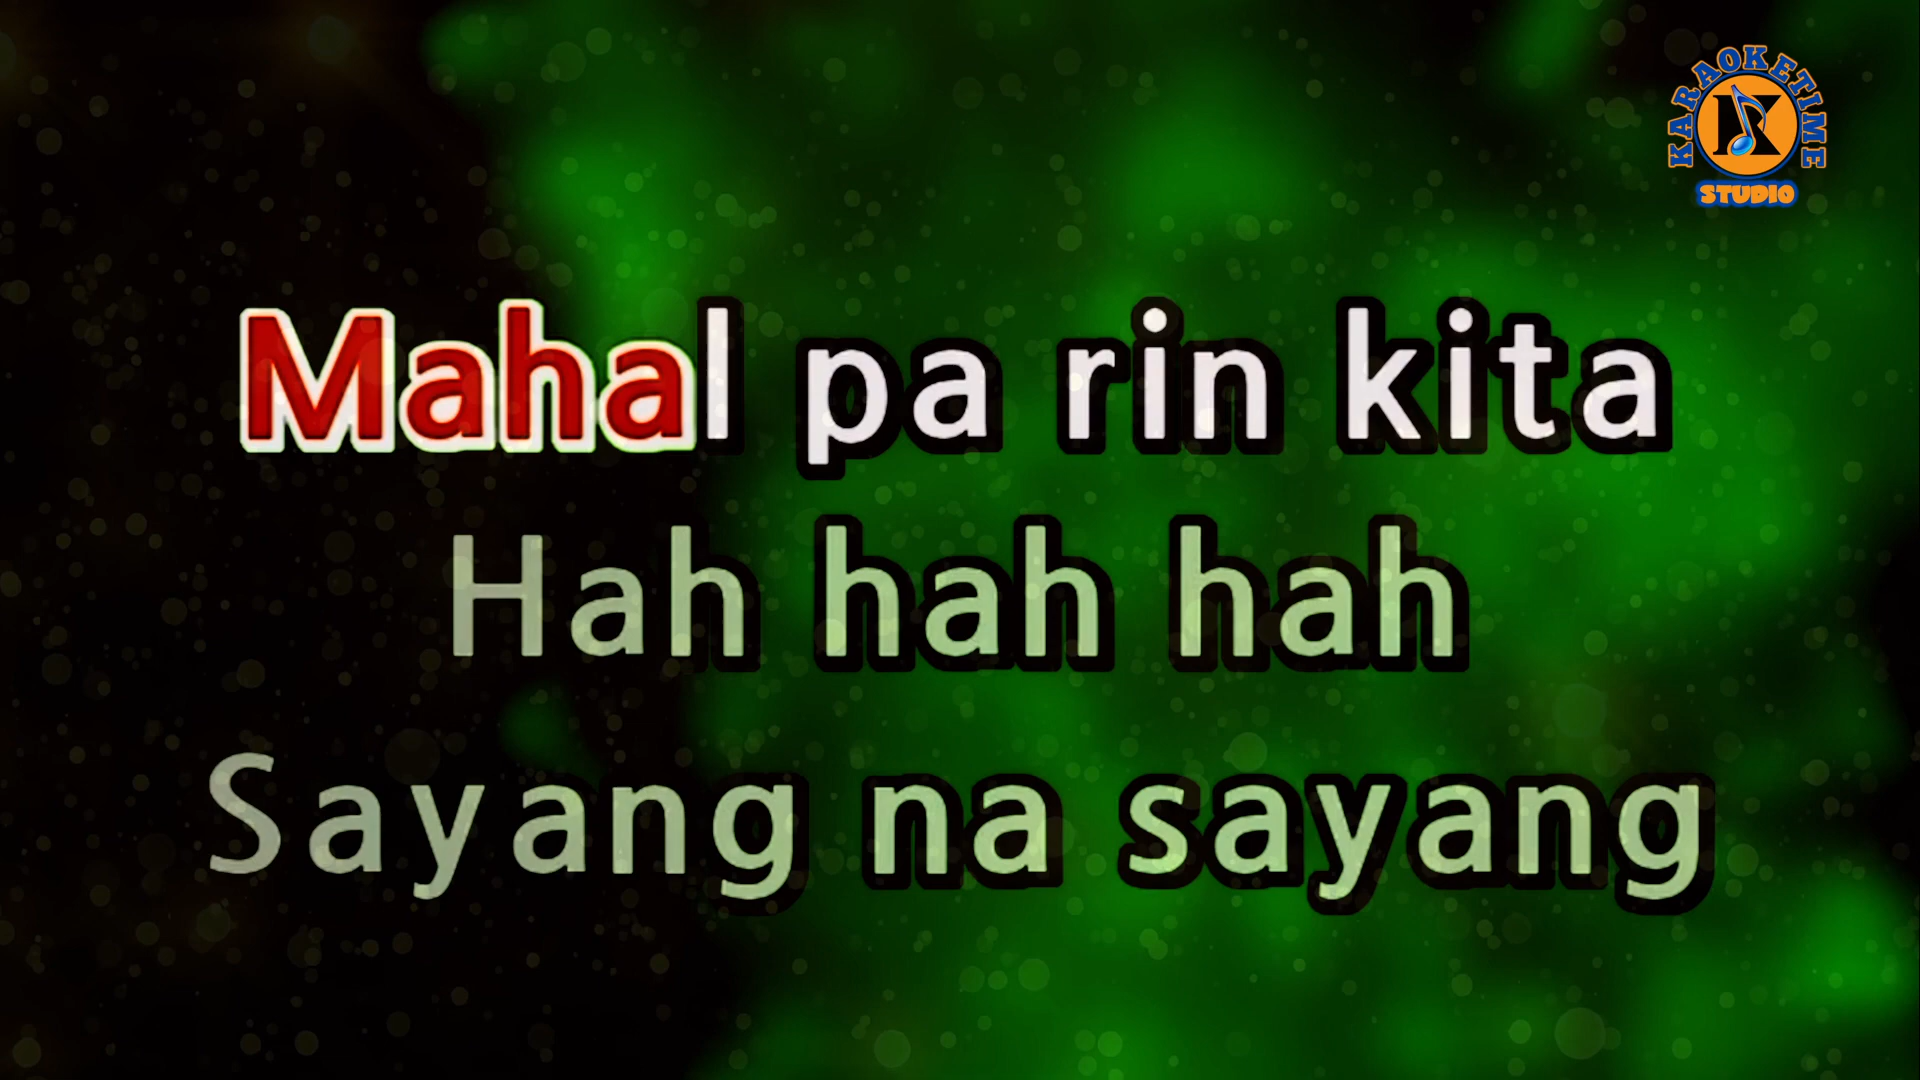 KARAOKETIME
K
STUDIO
Mahal pa rin kita
Hah hah hah
Sayang na sayang